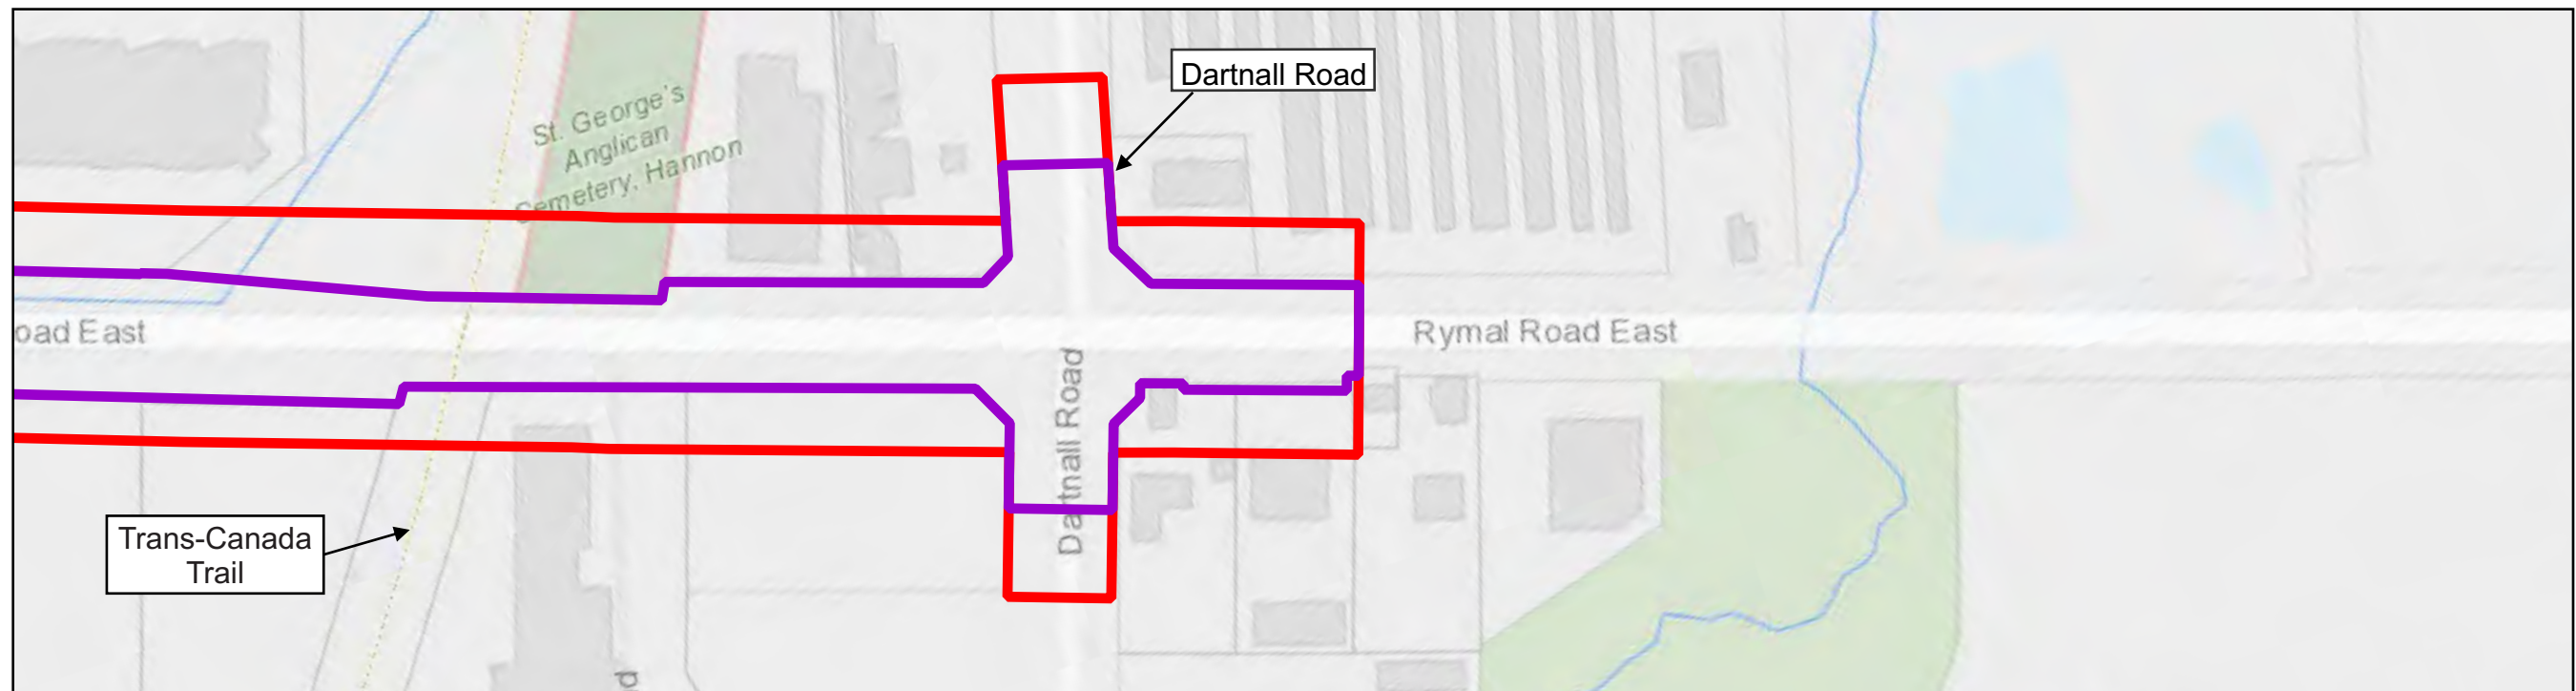 Dartnall Road
St. George's
Anglican
Cemetery, Hannon
oad East
Rymal Road East
Dartnall Road
Trans-Canada
Trail
d